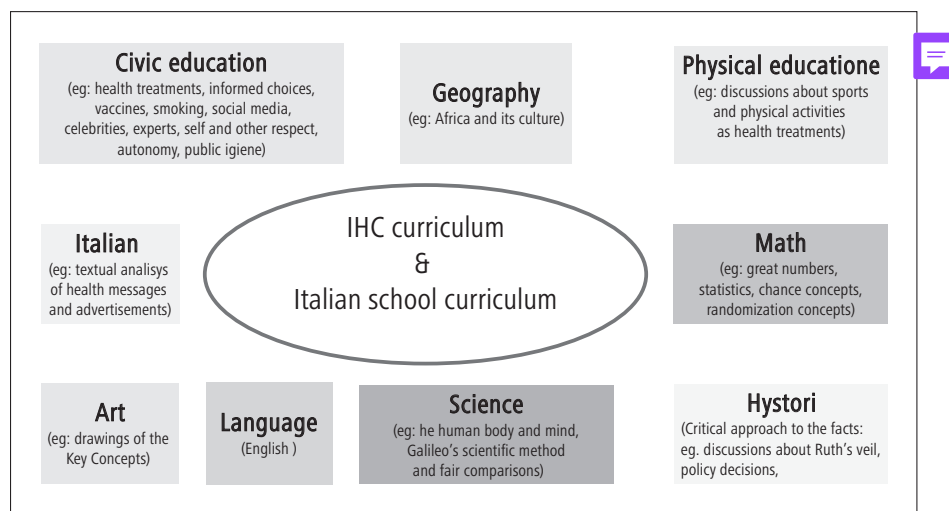 Civic education
(eg: health treatments, informed choices,
vaccines, smoking, social media,
celebrities, experts, self and other respect,
autonomy, public igiene)
Geography
(eg: Africa and its culture)
Physical educatione
(eg: discussions about sports
and physical activities
as health treatments)
Italian
(eg: textual analisys
of health messages
and advertisements)
IHC curriculum
&
Italian school curriculum
Math
(eg: great numbers,
statistics, chance concepts,
randomization concepts)
Art
(eg: drawings of the
Key Concepts)
Language
(English )
Science
(eg: he human body and mind,
Galileo's scientific method
and fair comparisons)
Hystori
(Critical approach to the facts:
eg. discussions about Ruth's veil,
policy decisions,